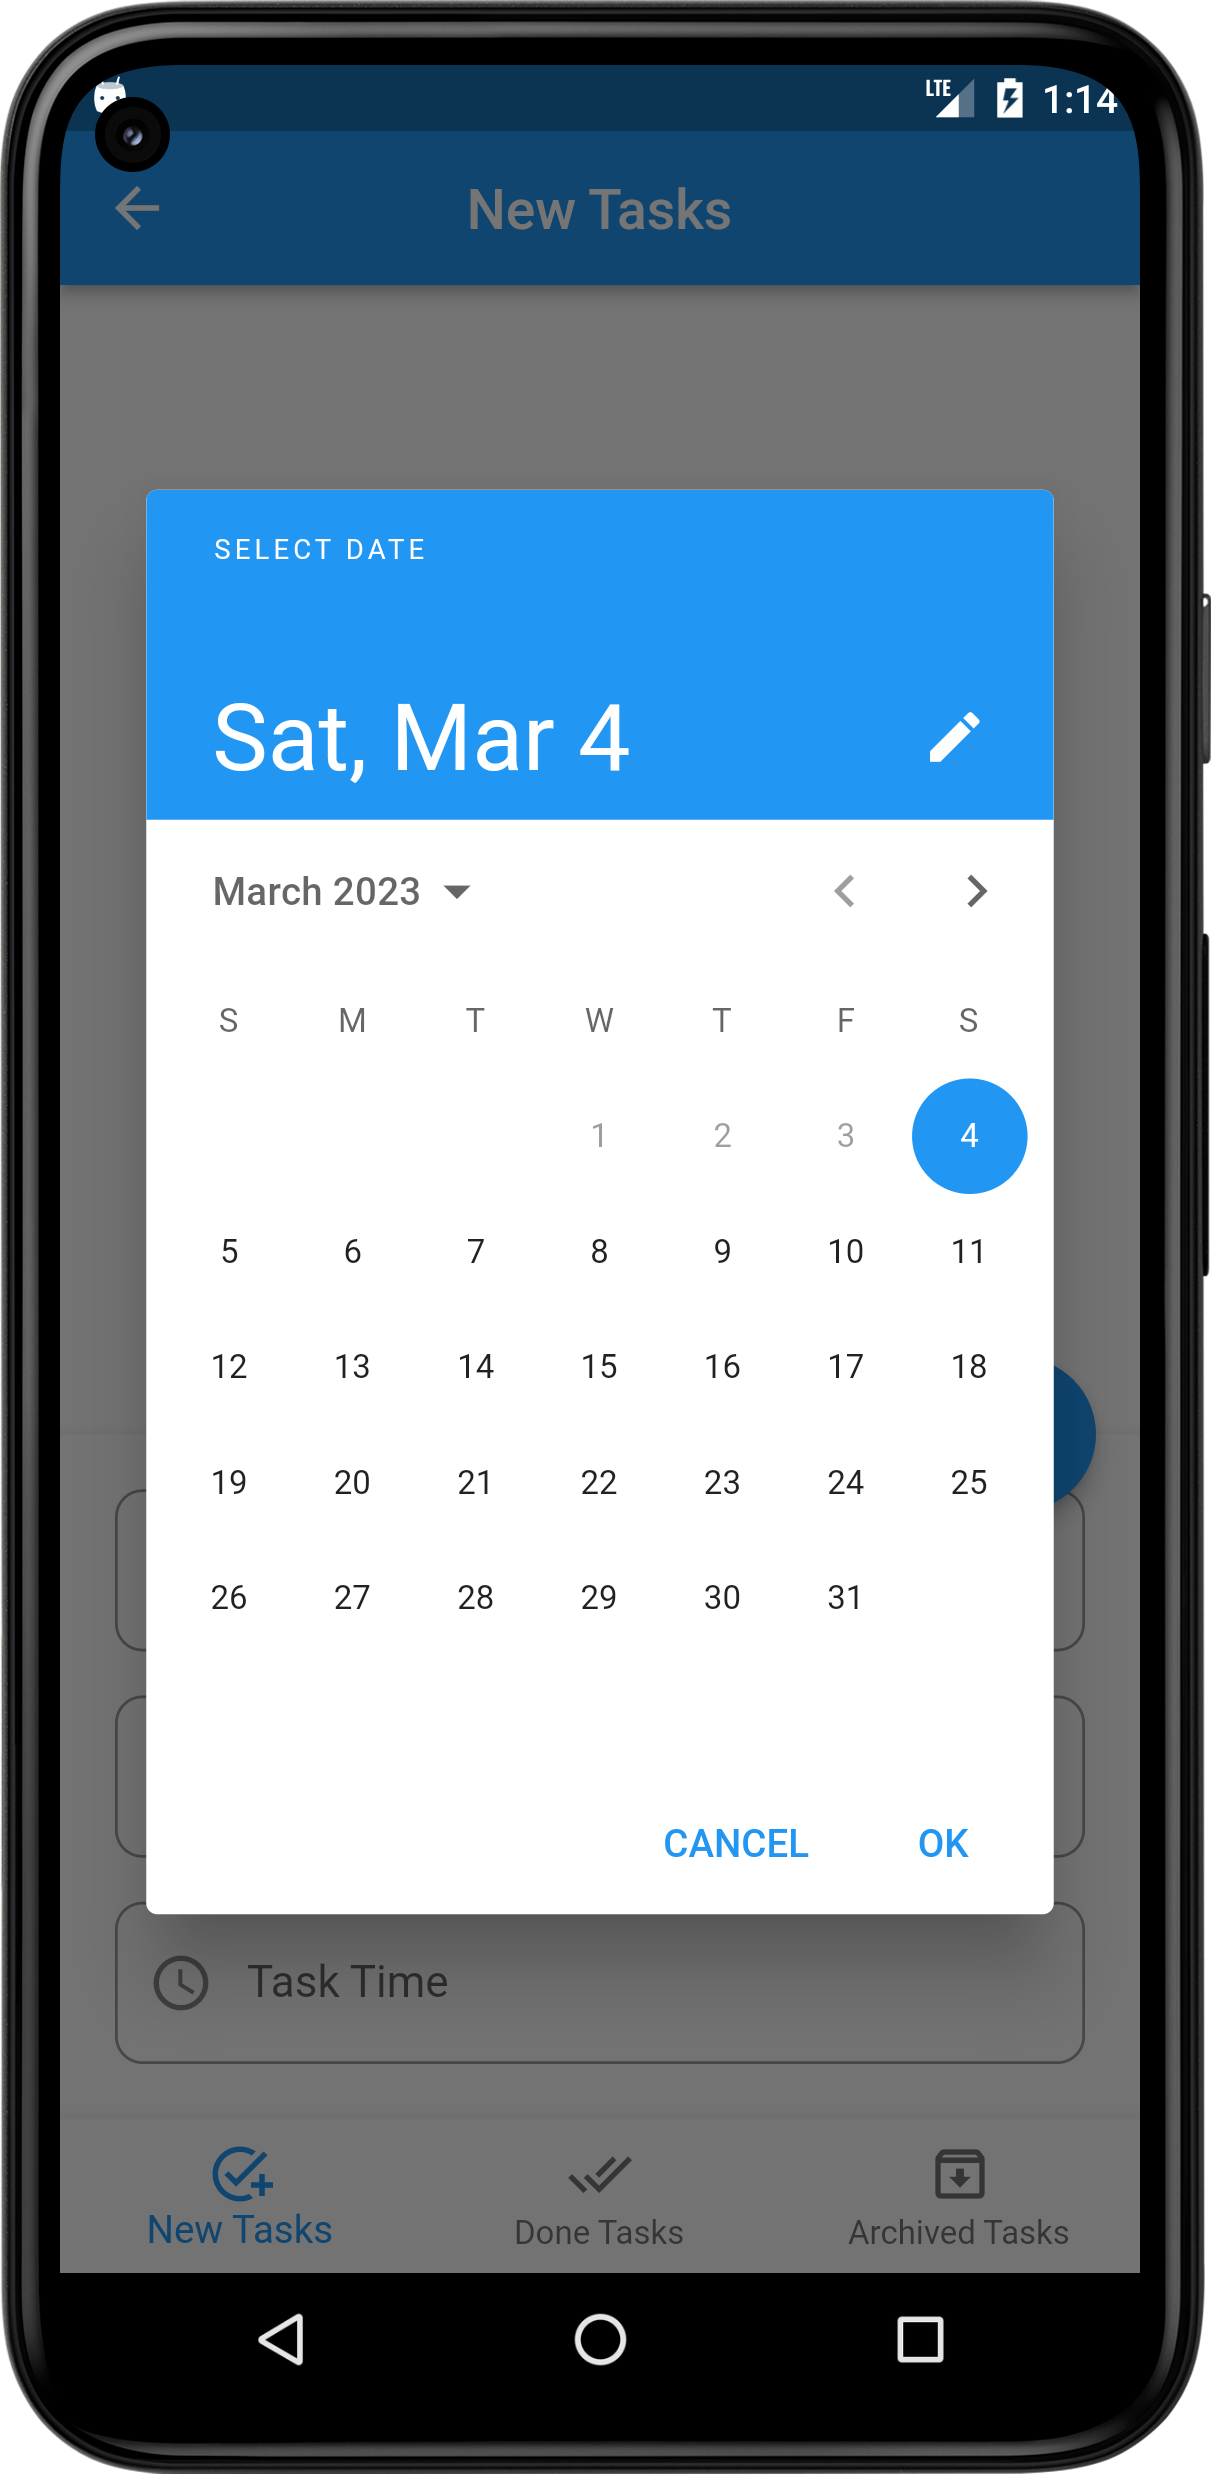 LTE 1:14
New Tasks
SELECT DATE
Sat, Mar 4
March 2023
S M T W T F S
1 2 3 4
5 6 7 8 9 10 11
12 13 14 15 16 17 18
19 20 21 22 23 24 25
26 27 28 29 30 31
CANCEL OK
Task Time
New Tasks Done Tasks Archived Tasks